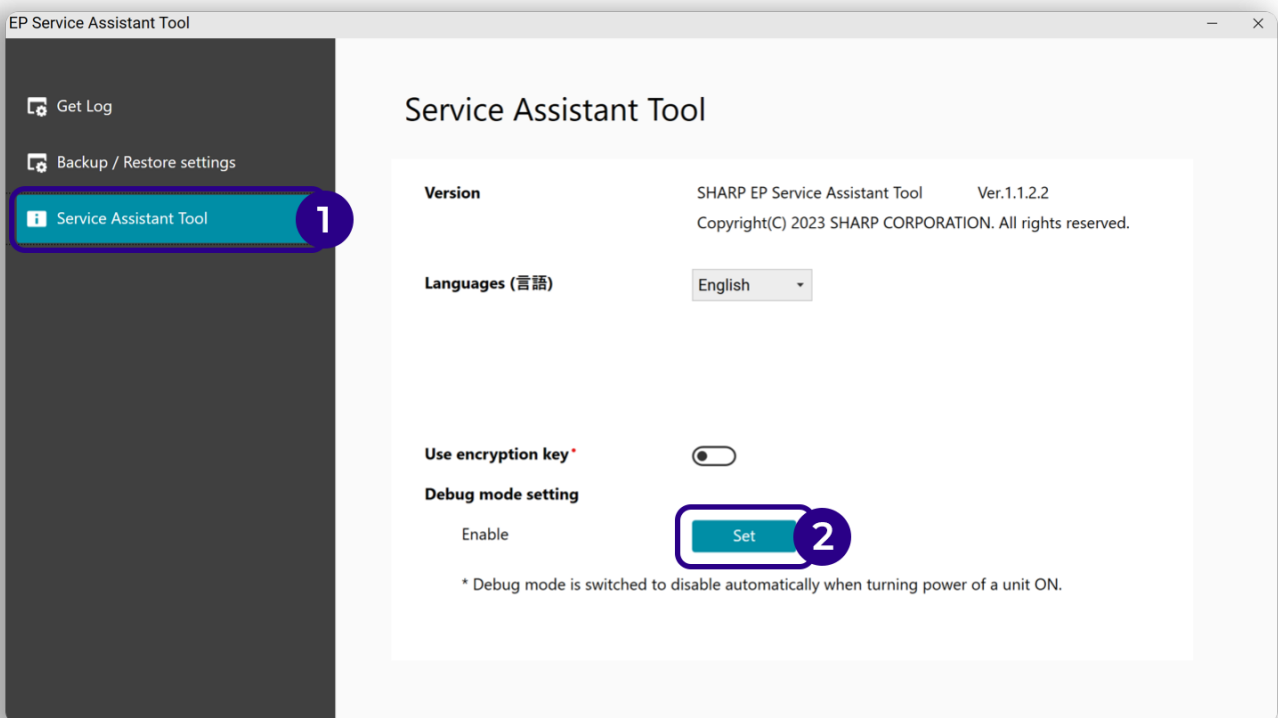 EP Service Assistant Tool
Get Log
Backup / Restore settings
Service Assistant Tool
1
Service Assistant Tool
Version
SHARP EP Service Assistant Tool Ver.1.1.2.2
Copyright(C) 2023 SHARP CORPORATION. All rights reserved.
Languages (言語)
English
Use encryption key*
Debug mode setting
Enable
Set
2
* Debug mode is switched to disable automatically when turning power of a unit ON.